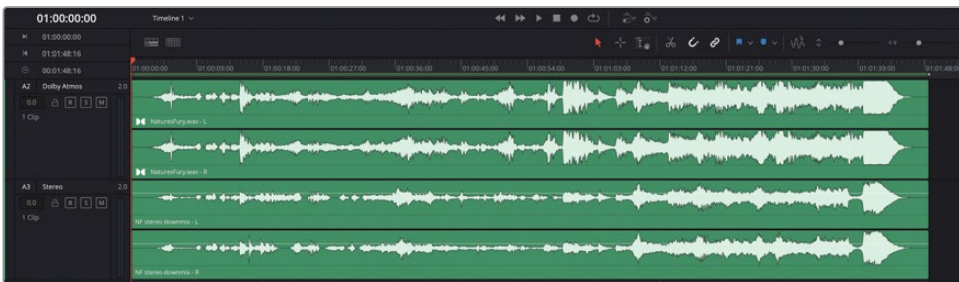 01:00:00:00 Timeline 1
01:00:00:00
01:01:48:16
00:01:48:16
01:00:00:00 01:00:09:00 01:00:18:00 01:00:27:00 01:00:36:00 01:00:45:00 01:00:54:00 01:01:03:00 01:01:12:00 01:01:21:00 01:01:30:00 01:01:39:00 01:01:48:0
A2 Dolby Atmos 2.0
0.0 R S M
1 Clip
NaturesFury.wav - L
NaturesFury.wav - R
A3 Stereo 2.0
0.0 R S M
1 Clip
NF stereo downmix - L
NF stereo downmix - R